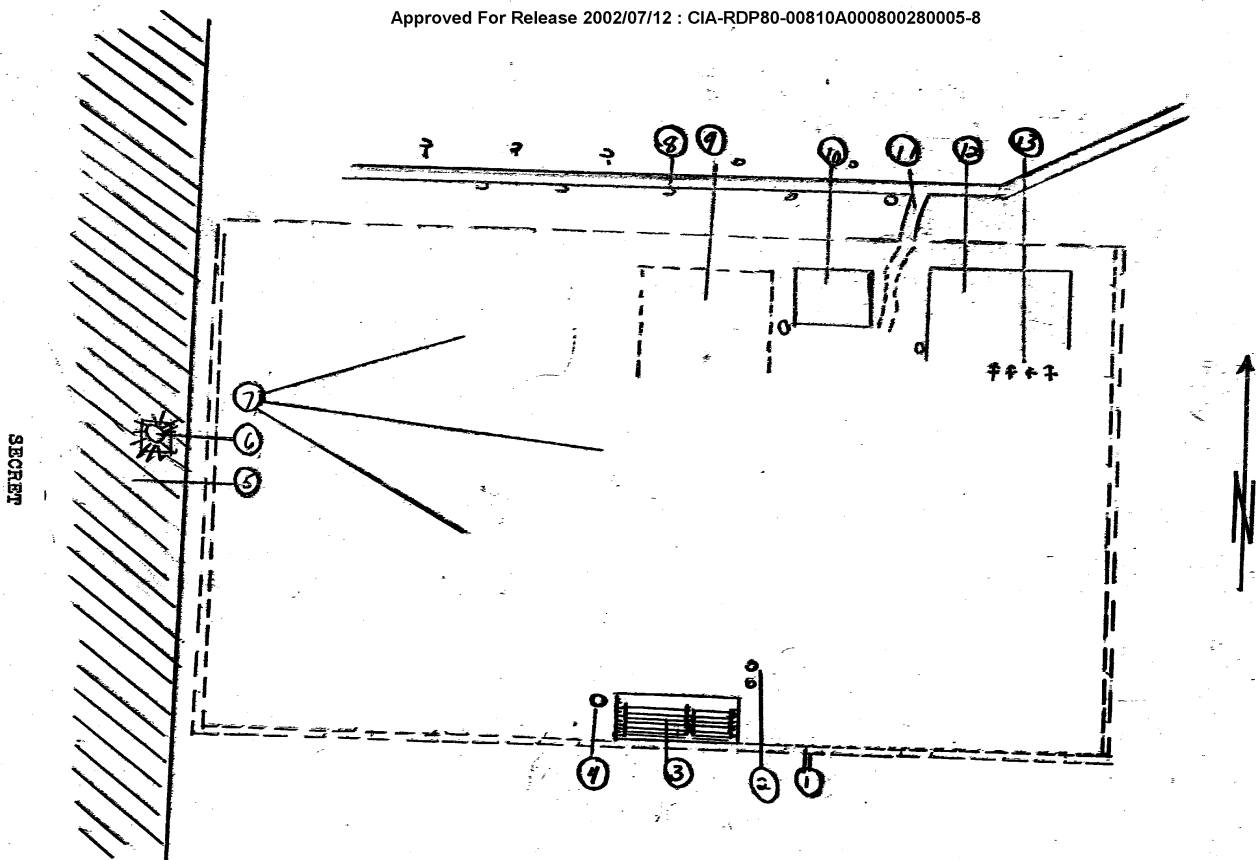 Approved For Release 2002/07/12 : CIA-RDP80-00810A000800280005-8
8 9 10 11 12 13
7
6
5
SECRET
N
4 3 2 1